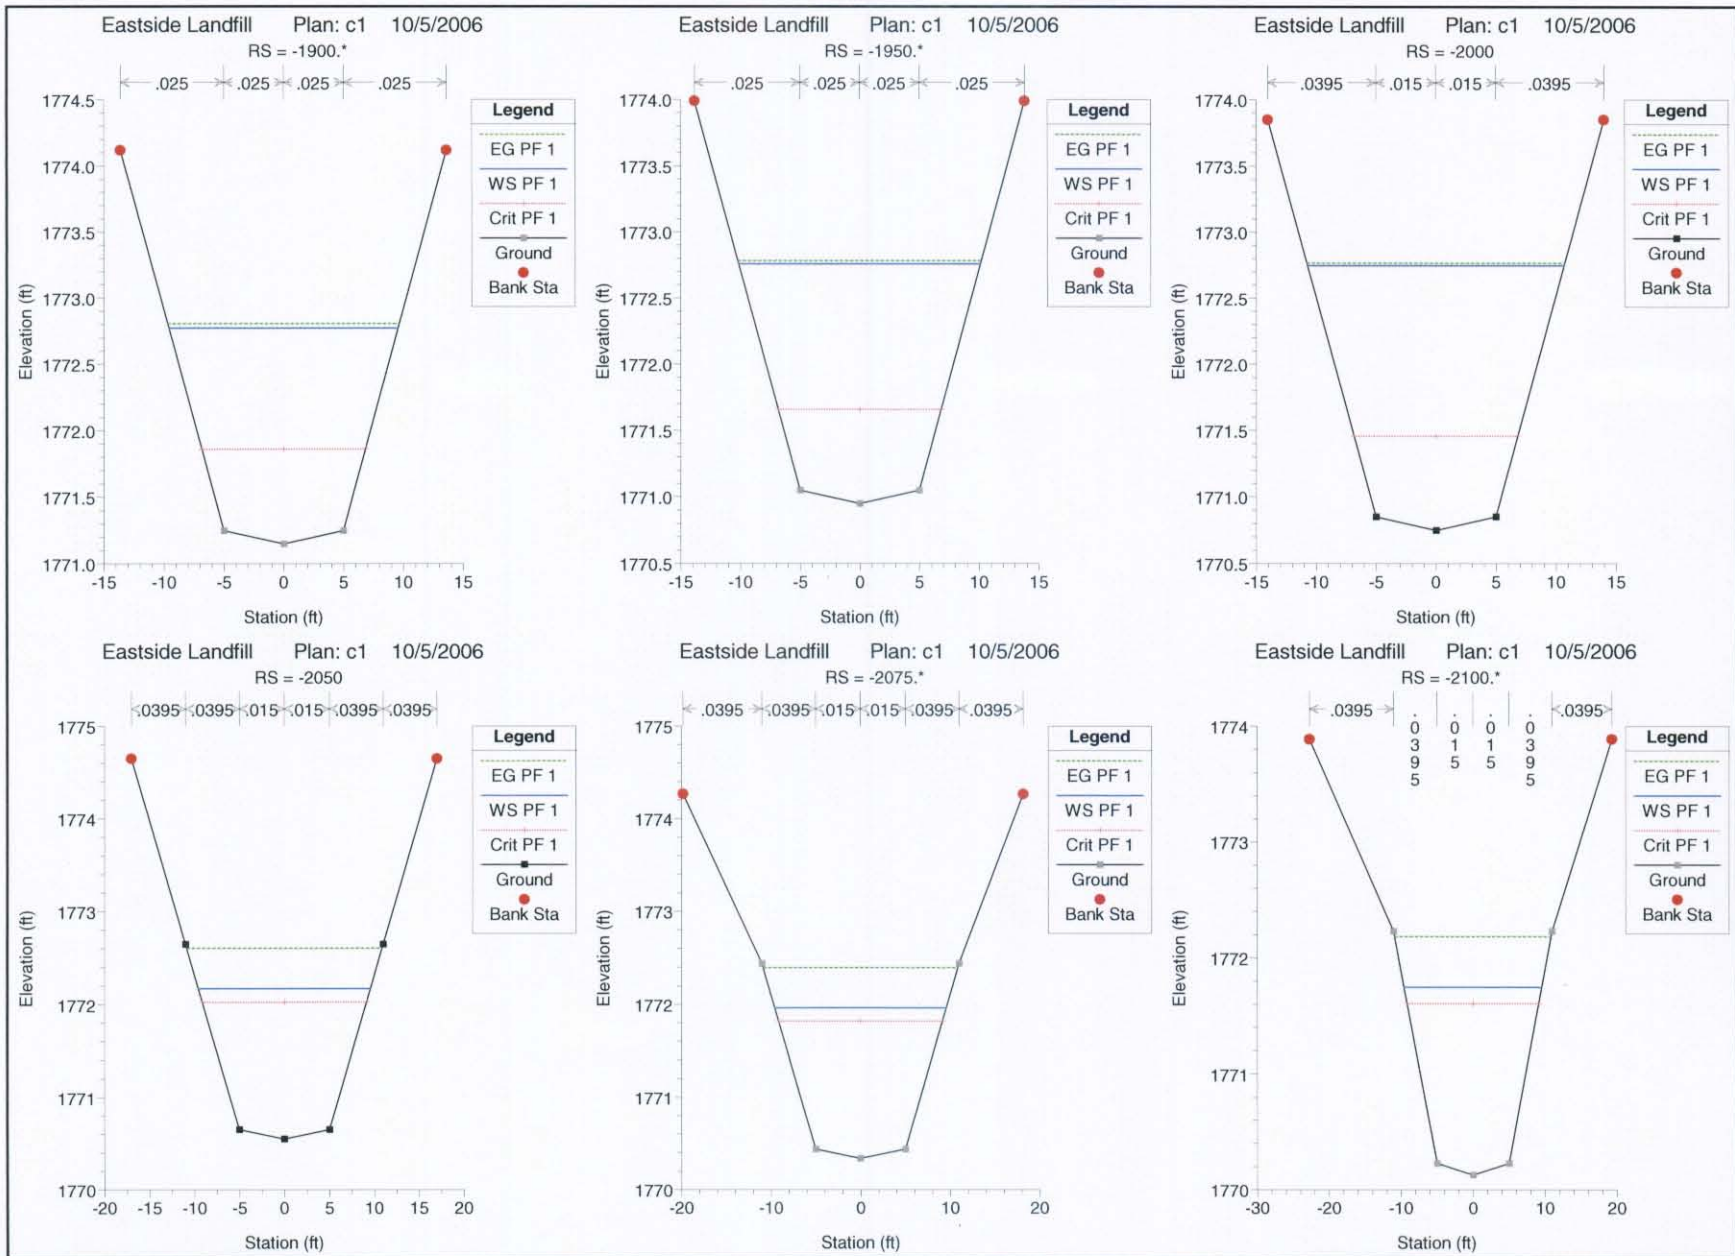 Eastside Landfill Plan: c1 10/5/2006
RS = -1900.*
.025 .025 .025 .025
1774.5
1774.0
1773.5
1773.0
1772.5
1772.0
1771.5
1771.0
-15 -10 -5 0 5 10 15
Elevation (ft)
Station (ft)
Legend
EG PF 1
WS PF 1
Crit PF 1
Ground
Bank Sta
Eastside Landfill Plan: c1 10/5/2006
RS = -1950.*
.025 .025 .025 .025
1774.0
1773.5
1773.0
1772.5
1772.0
1771.5
1771.0
1770.5
-15 -10 -5 0 5 10 15
Elevation (ft)
Station (ft)
Legend
EG PF 1
WS PF 1
Crit PF 1
Ground
Bank Sta
Eastside Landfill Plan: c1 10/5/2006
RS = -2000
.0395 .015 .015 .0395
1774.0
1773.5
1773.0
1772.5
1772.0
1771.5
1771.0
1770.5
-15 -10 -5 0 5 10 15
Elevation (ft)
Station (ft)
Legend
EG PF 1
WS PF 1
Crit PF 1
Ground
Bank Sta
Eastside Landfill Plan: c1 10/5/2006
RS = -2050
.0395 .0395 .015 .015 .0395 .0395
1775
1774
1773
1772
1771
1770
-20 -15 -10 -5 0 5 10 15 20
Elevation (ft)
Station (ft)
Legend
EG PF 1
WS PF 1
Crit PF 1
Ground
Bank Sta
Eastside Landfill Plan: c1 10/5/2006
RS = -2075.*
.0395 .0395 .015 .015 .0395 .0395
1775
1774
1773
1772
1771
1770
-20 -10 0 10 20
Elevation (ft)
Station (ft)
Legend
EG PF 1
WS PF 1
Crit PF 1
Ground
Bank Sta
Eastside Landfill Plan: c1 10/5/2006
RS = -2100.*
.0395 .0395 .015 .015 .0395 .0395
1774
1773
1772
1771
1770
-30 -20 -10 0 10 20
Elevation (ft)
Station (ft)
Legend
EG PF 1
WS PF 1
Crit PF 1
Ground
Bank Sta